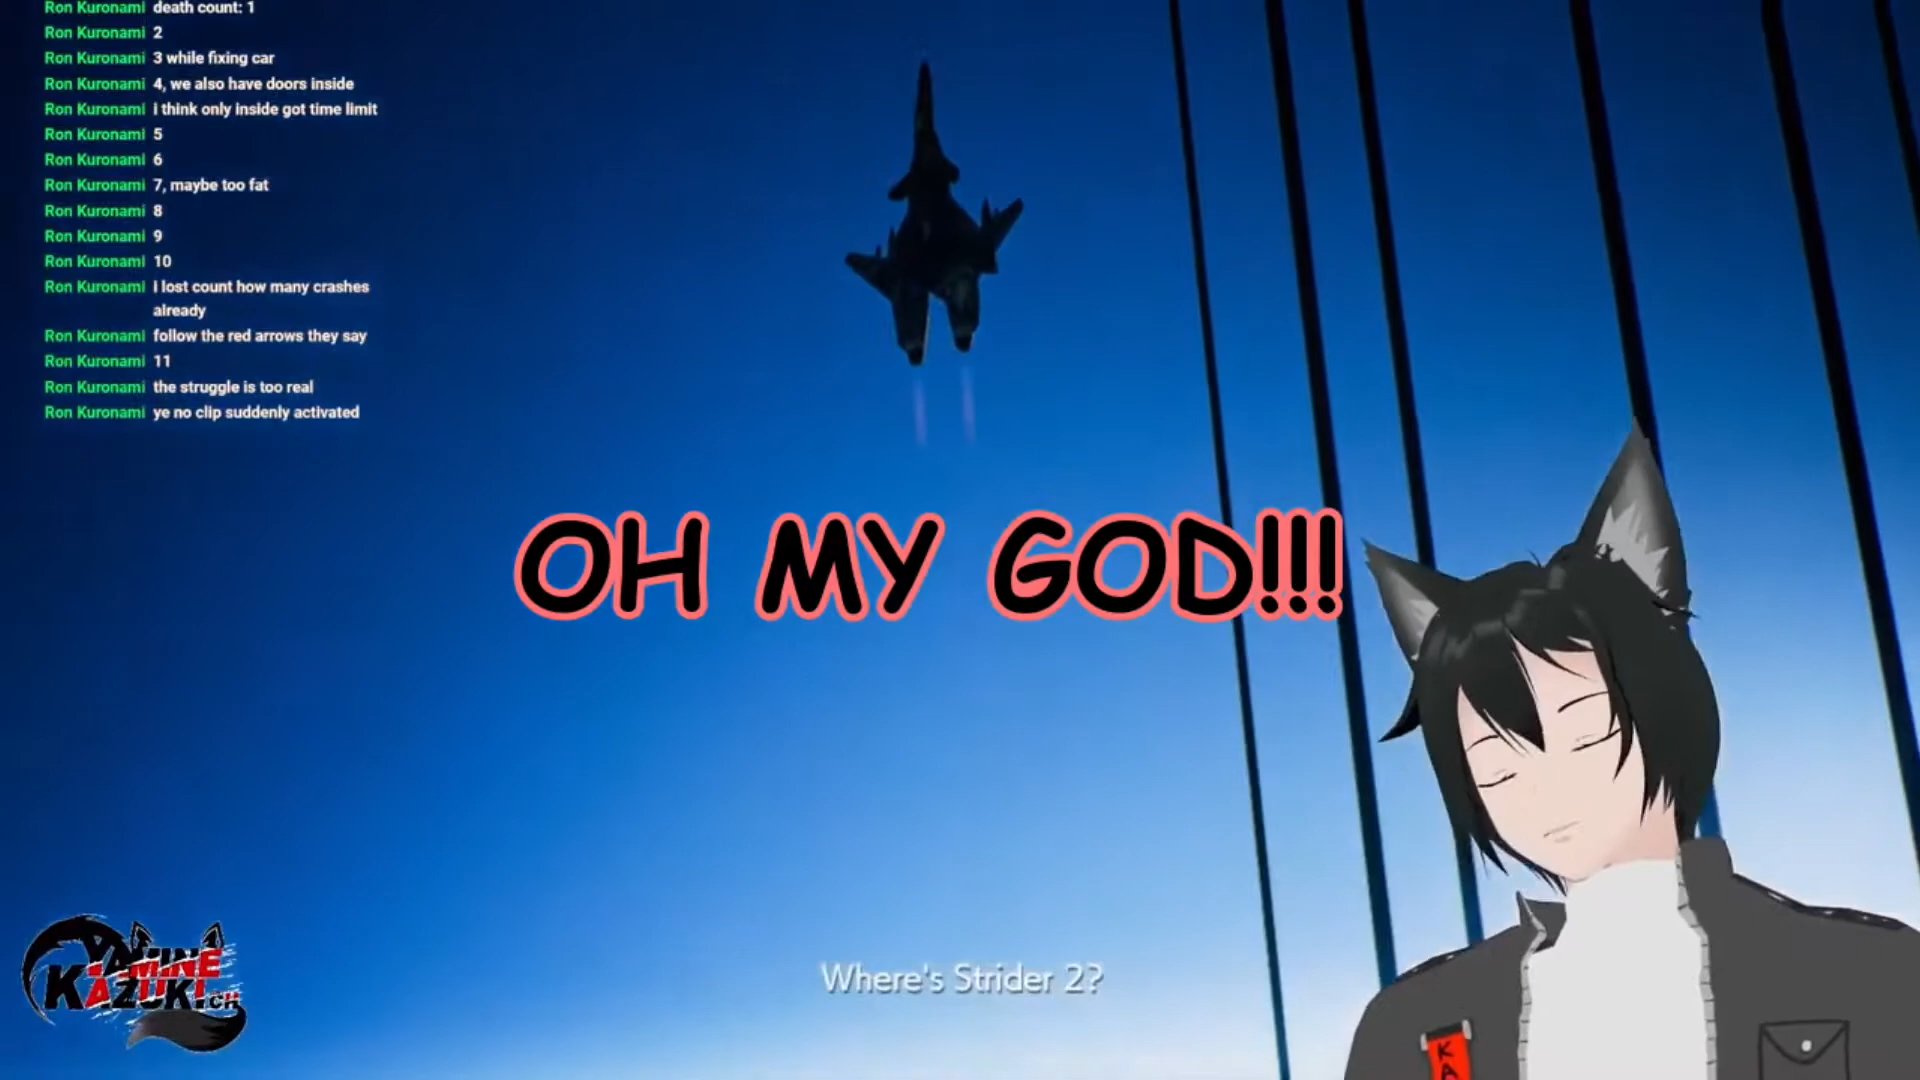 Ron Kuronami death count: 1
Ron Kuronami 2
Ron Kuronami 3 while fixing car
Ron Kuronami 4, we also have doors inside
Ron Kuronami i think only inside got time limit
Ron Kuronami 5
Ron Kuronami 6
Ron Kuronami 7, maybe too fat
Ron Kuronami 8
Ron Kuronami 9
Ron Kuronami 10
Ron Kuronami i lost count how many crashes
already
Ron Kuronami follow the red arrows they say
Ron Kuronami 11
Ron Kuronami the struggle is too real
Ron Kuronami ye no clip suddenly activated
OH MY GOD!!!
Where's Strider 2?
YAMINE
KAZUKI.CH
KA